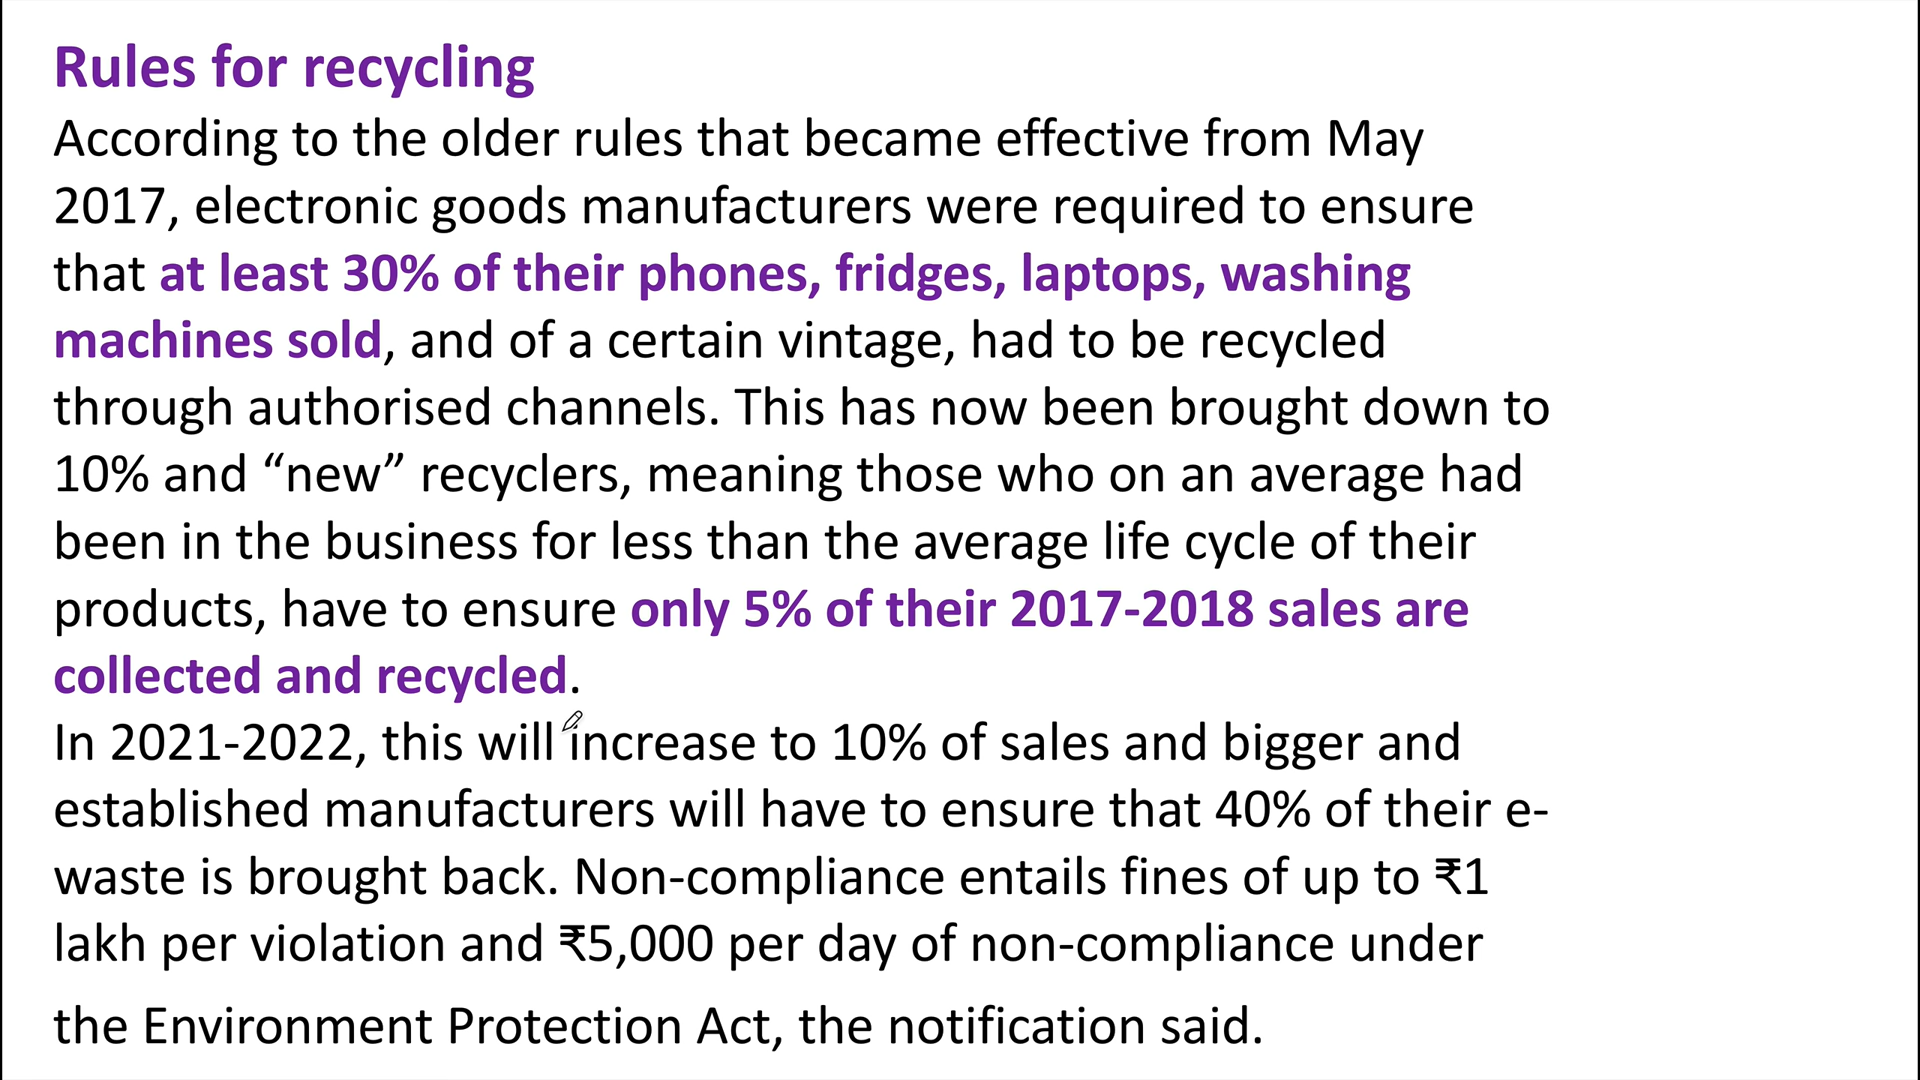 Rules for recycling
According to the older rules that became effective from May
2017, electronic goods manufacturers were required to ensure
that at least 30% of their phones, fridges, laptops, washing
machines sold, and of a certain vintage, had to be recycled
through authorised channels. This has now been brought down to
10% and “new” recyclers, meaning those who on an average had
been in the business for less than the average life cycle of their
products, have to ensure only 5% of their 2017-2018 sales are
collected and recycled.
In 2021-2022, this will increase to 10% of sales and bigger and
established manufacturers will have to ensure that 40% of their e-
waste is brought back. Non-compliance entails fines of up to ₹1
lakh per violation and ₹5,000 per day of non-compliance under
the Environment Protection Act, the notification said.